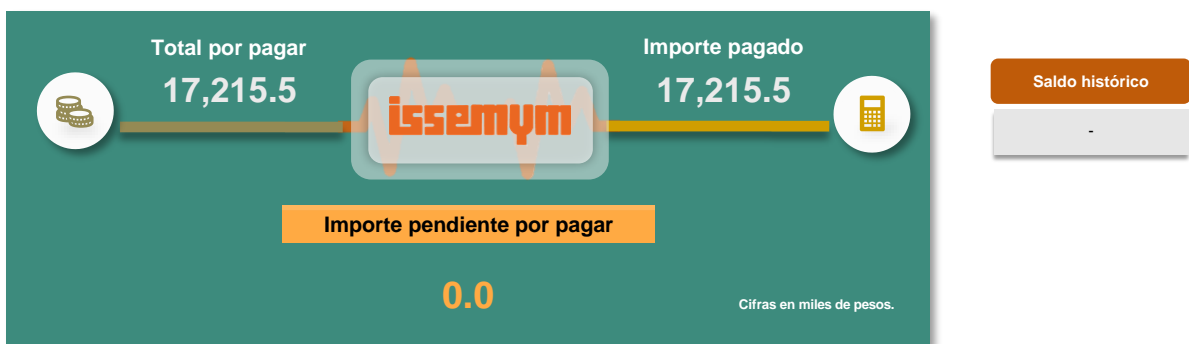 Total por pagar
17,215.5
issemym
Importe pagado
17,215.5
Importe pendiente por pagar
0.0
Cifras en miles de pesos.
Saldo histórico
-